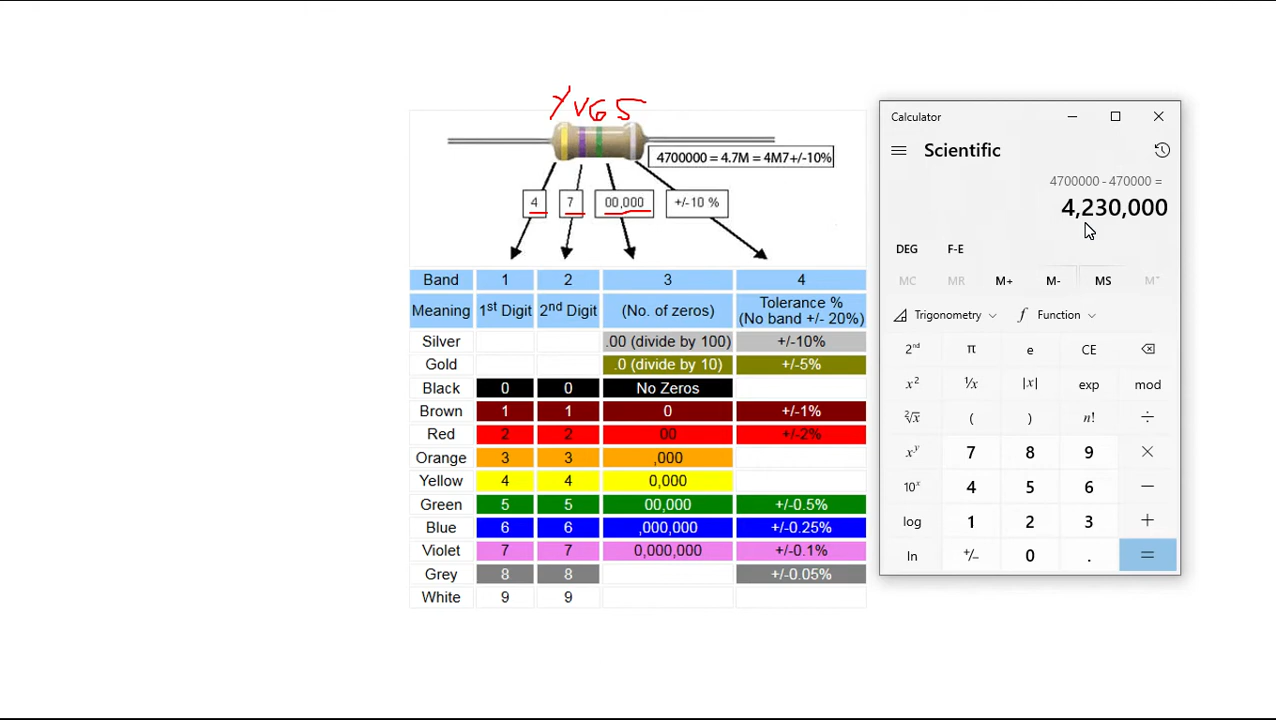 YVGS
4700000 = 4.7M = 4M7+/-10%
4 7 00,000 +/-10 %
Band 1 2 3 4
Meaning 1st Digit 2nd Digit (No. of zeros) Tolerance % (No band +/- 20%)
Silver .00 (divide by 100) +/-10%
Gold .0 (divide by 10) +/-5%
Black 0 0 No Zeros
Brown 1 1 0 +/-1%
Red 2 2 00 +/-2%
Orange 3 3 ,000
Yellow 4 4 0,000
Green 5 5 00,000 +/-0.5%
Blue 6 6 ,000,000 +/-0.25%
Violet 7 7 0,000,000 +/-0.1%
Grey 8 8 +/-0.05%
White 9 9
Calculator
Scientific
4700000 - 470000 =
4,230,000
DEG F-E
MC MR M+ M- MS M˅
Trigonometry f Function
2nd π e CE
x² ¹/x |x| exp mod
²√x ( ) n! ÷
xʸ 7 8 9 ×
10ˣ 4 5 6 −
log 1 2 3 +
ln +/− 0 . =